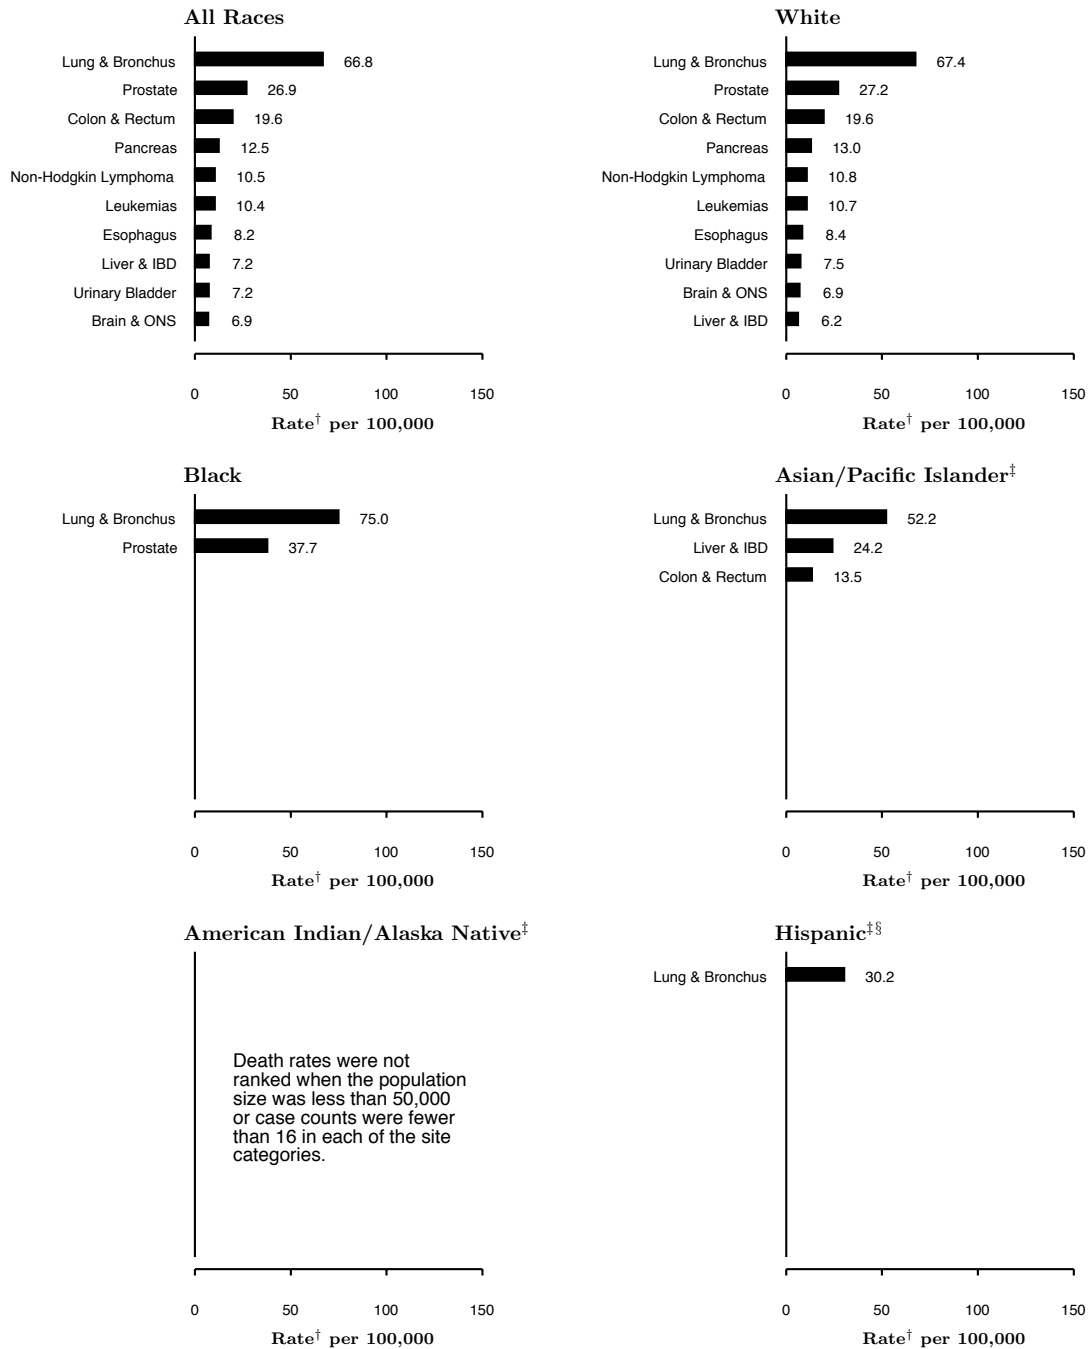 All Races
Lung & Bronchus 66.8
Prostate 26.9
Colon & Rectum 19.6
Pancreas 12.5
Non-Hodgkin Lymphoma 10.5
Leukemias 10.4
Esophagus 8.2
Liver & IBD 7.2
Urinary Bladder 7.2
Brain & ONS 6.9
0 50 100 150
Rate† per 100,000
White
Lung & Bronchus 67.4
Prostate 27.2
Colon & Rectum 19.6
Pancreas 13.0
Non-Hodgkin Lymphoma 10.8
Leukemias 10.7
Esophagus 8.4
Urinary Bladder 7.5
Brain & ONS 6.9
Liver & IBD 6.2
0 50 100 150
Rate† per 100,000
Black
Lung & Bronchus 75.0
Prostate 37.7
0 50 100 150
Rate† per 100,000
Asian/Pacific Islander‡
Lung & Bronchus 52.2
Liver & IBD 24.2
Colon & Rectum 13.5
0 50 100 150
Rate† per 100,000
American Indian/Alaska Native‡
Death rates were not
ranked when the population
size was less than 50,000
or case counts were fewer
than 16 in each of the site
categories.
0 50 100 150
Rate† per 100,000
Hispanic‡§
Lung & Bronchus 30.2
0 50 100 150
Rate† per 100,000